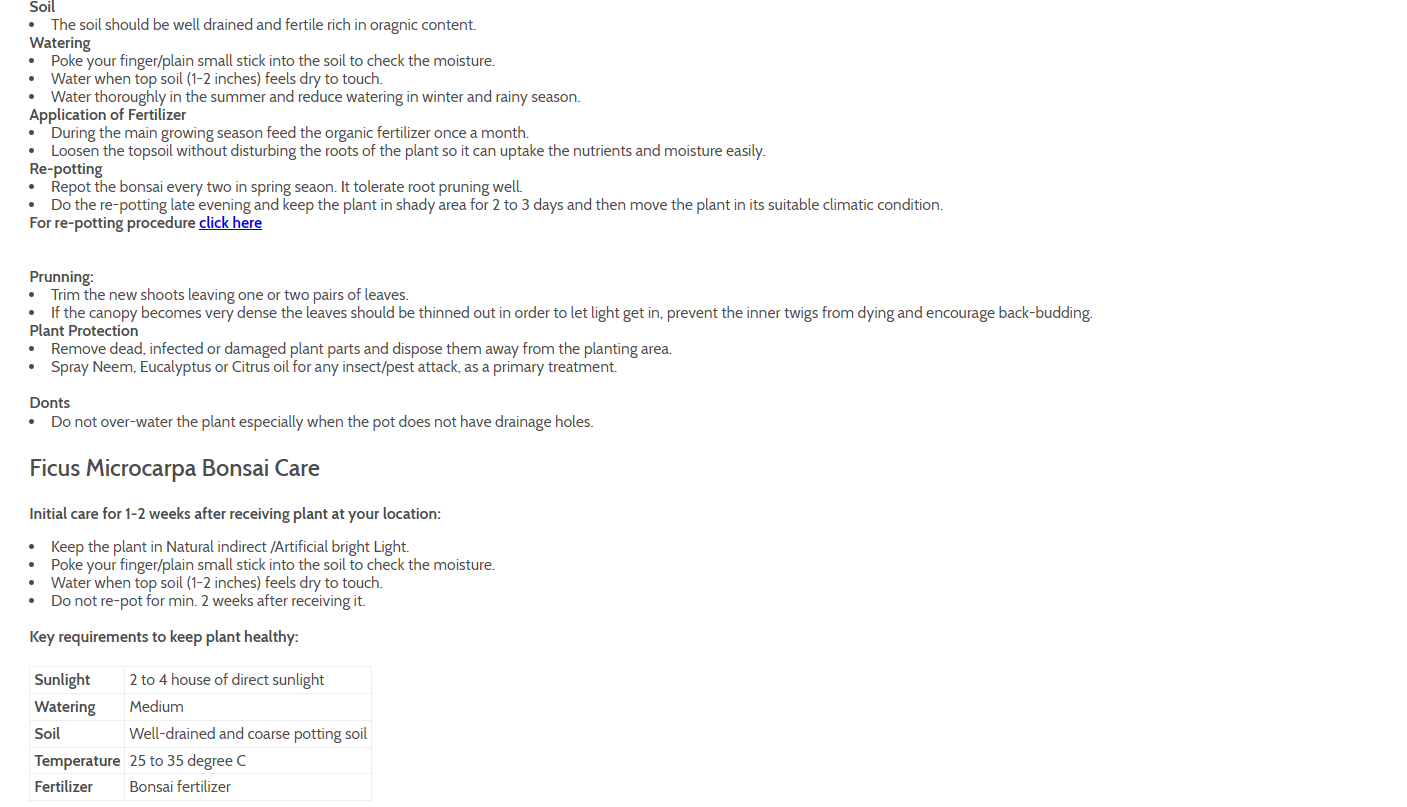 Soil
• The soil should be well drained and fertile rich in oragnic content.
Watering
• Poke your finger/plain small stick into the soil to check the moisture.
• Water when top soil (1-2 inches) feels dry to touch.
• Water thoroughly in the summer and reduce watering in winter and rainy season.
Application of Fertilizer
• During the main growing season feed the organic fertilizer once a month.
• Loosen the topsoil without disturbing the roots of the plant so it can uptake the nutrients and moisture easily.
Re-potting
• Repot the bonsai every two in spring seaon. It tolerate root pruning well.
• Do the re-potting late evening and keep the plant in shady area for 2 to 3 days and then move the plant in its suitable climatic condition.
For re-potting procedure click here
Prunning:
• Trim the new shoots leaving one or two pairs of leaves.
• If the canopy becomes very dense the leaves should be thinned out in order to let light get in, prevent the inner twigs from dying and encourage back-budding.
Plant Protection
• Remove dead, infected or damaged plant parts and dispose them away from the planting area.
• Spray Neem, Eucalyptus or Citrus oil for any insect/pest attack, as a primary treatment.
Donts
• Do not over-water the plant especially when the pot does not have drainage holes.
Ficus Microcarpa Bonsai Care
Initial care for 1-2 weeks after receiving plant at your location:
• Keep the plant in Natural indirect /Artificial bright Light.
• Poke your finger/plain small stick into the soil to check the moisture.
• Water when top soil (1-2 inches) feels dry to touch.
• Do not re-pot for min. 2 weeks after receiving it.
Key requirements to keep plant healthy:
Sunlight 2 to 4 house of direct sunlight
Watering Medium
Soil Well-drained and coarse potting soil
Temperature 25 to 35 degree C
Fertilizer Bonsai fertilizer